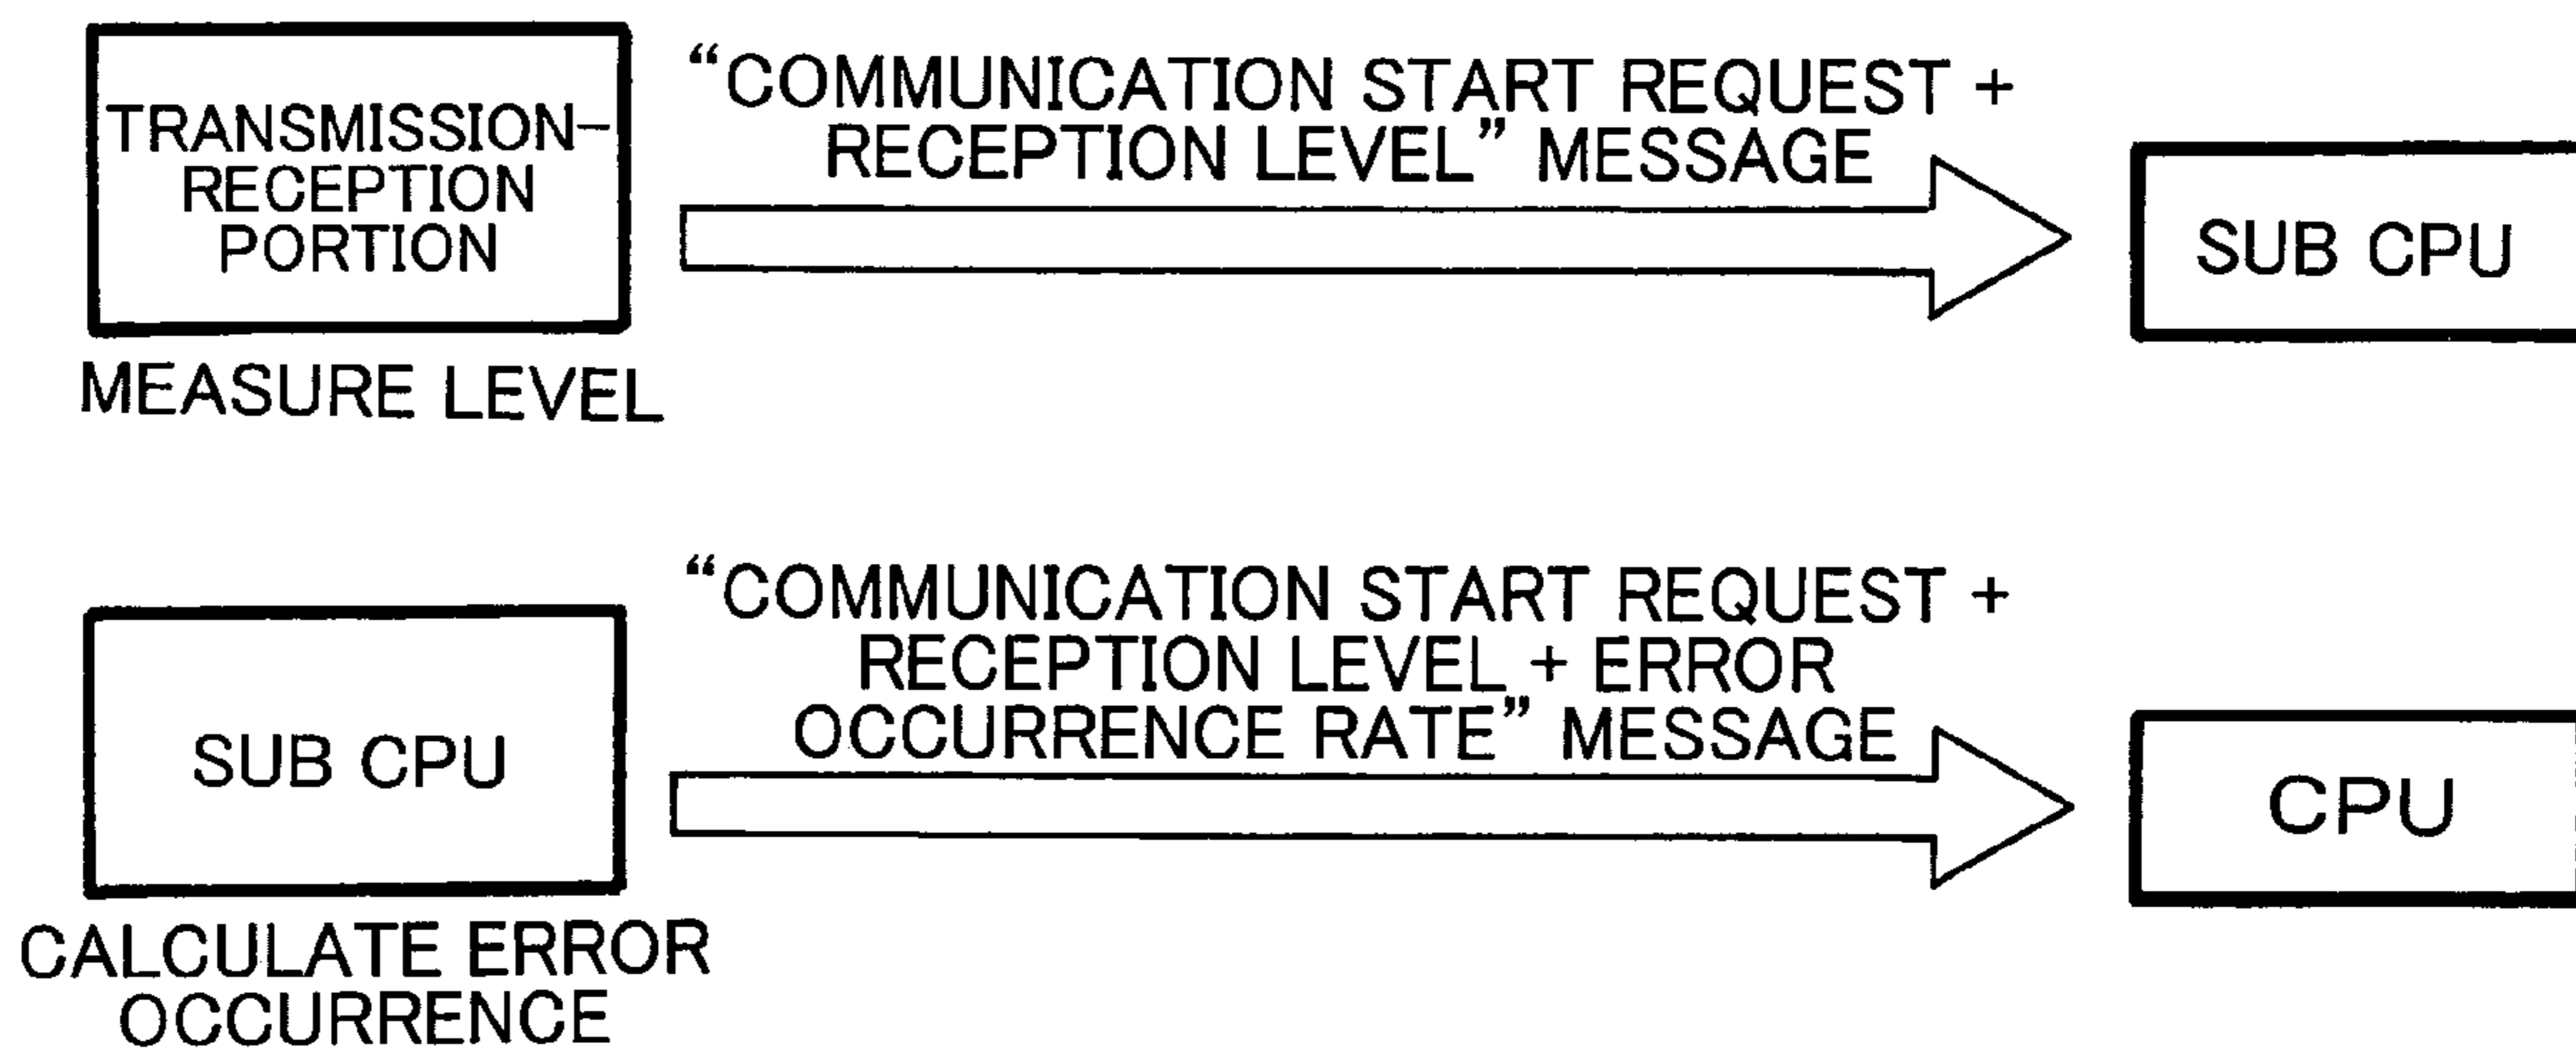 TRANSMISSION-
RECEPTION
PORTION
MEASURE LEVEL
“COMMUNICATION START REQUEST +
RECEPTION LEVEL” MESSAGE
SUB CPU
SUB CPU
CALCULATE ERROR
OCCURRENCE
“COMMUNICATION START REQUEST +
RECEPTION LEVEL + ERROR
OCCURRENCE RATE” MESSAGE
CPU